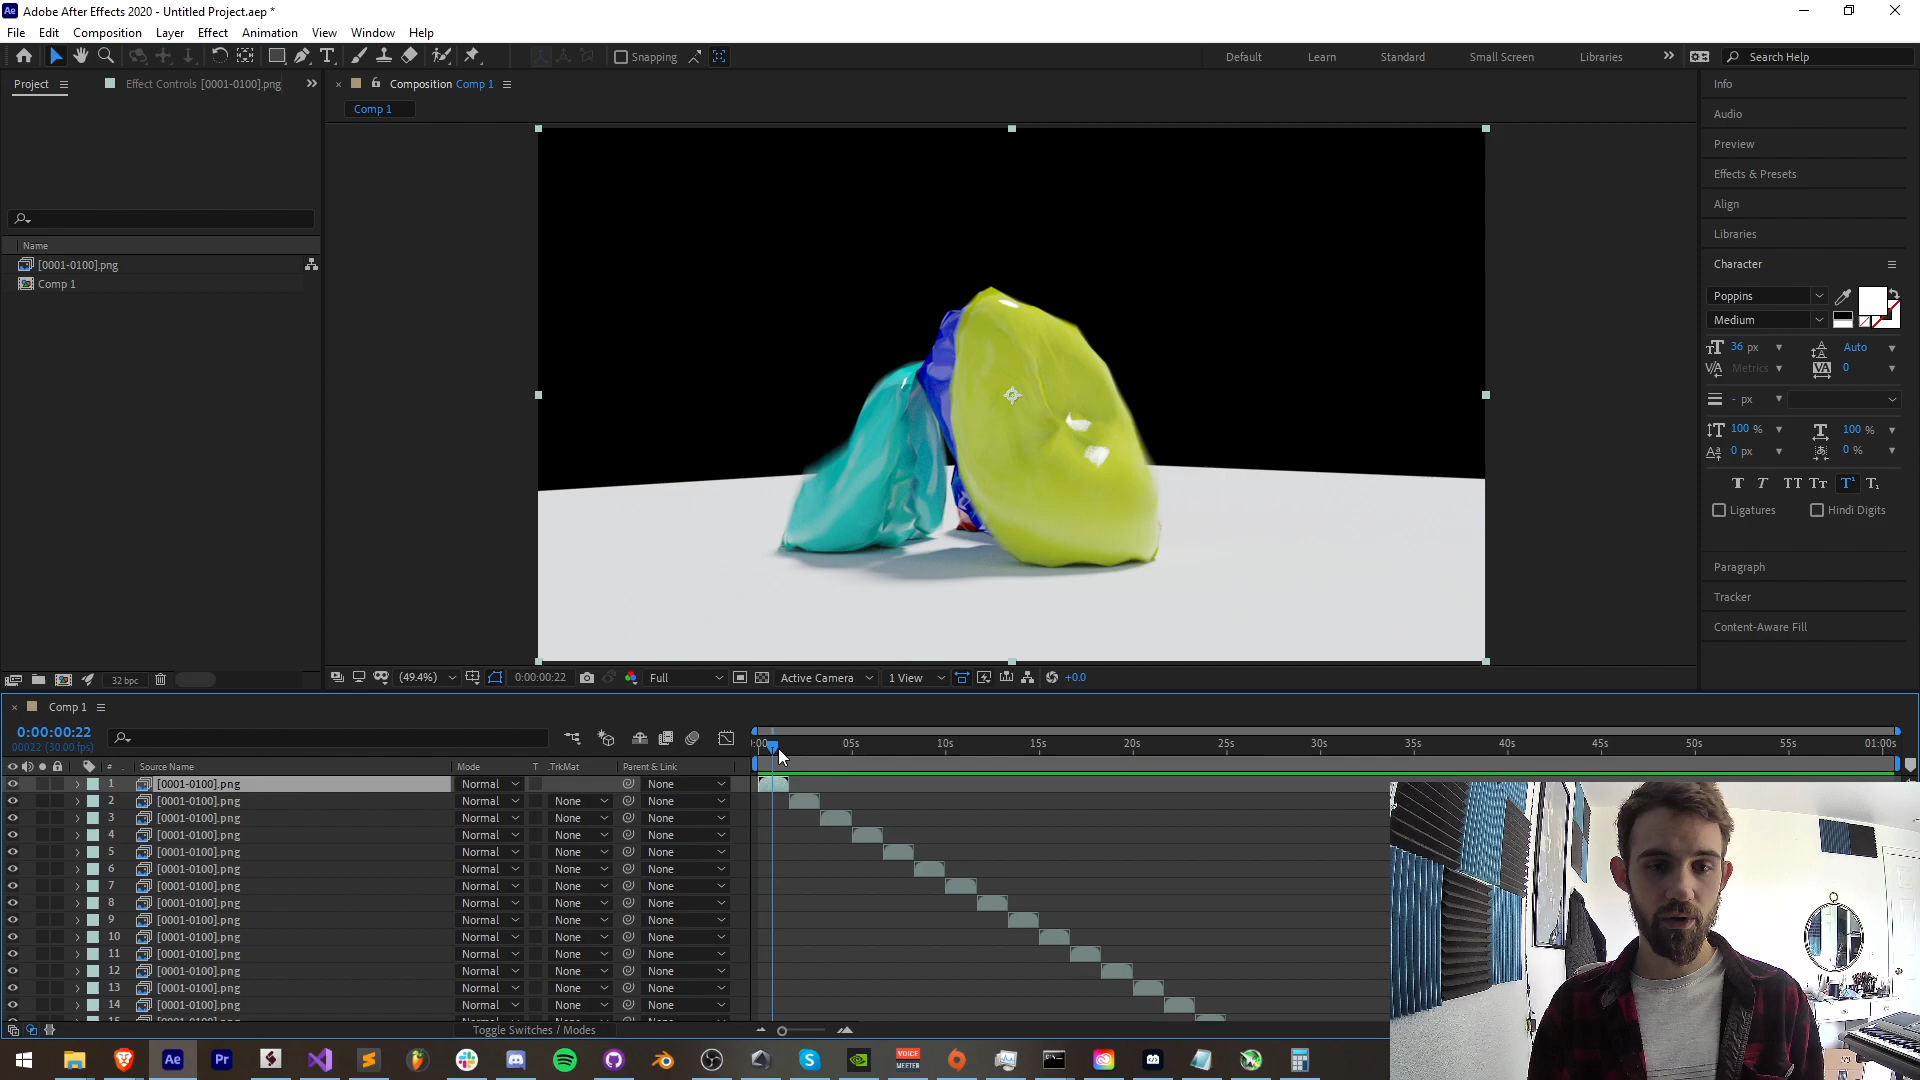 Ae Adobe After Effects 2020 - Untitled Project.aep *
File Edit Composition Layer Effect Animation View Window Help
Snapping
Default Learn Standard Small Screen Libraries
Search Help
Project
Effect Controls [0001-0100].png
Composition Comp 1
Comp 1
Name
[0001-0100].png
Comp 1
32 bpc
(49.4%)
0:00:00:22
Full
Active Camera
1 View
+0.0
Info
Audio
Preview
Effects & Presets
Align
Libraries
Character
Poppins
Medium
36 px
Auto
Metrics
0
- px
100 %
100 %
0 px
0 %
Ligatures
Hindi Digits
Paragraph
Tracker
Content-Aware Fill
Comp 1
0:00:00:22
00022 (30.00 fps)
:00s 05s 10s 15s 20s 25s 30s 35s 40s 45s 50s 55s 01:00s
# Source Name Mode T .TrkMat Parent & Link
1 [0001-0100].png Normal None
2 [0001-0100].png Normal None None
3 [0001-0100].png Normal None None
4 [0001-0100].png Normal None None
5 [0001-0100].png Normal None None
6 [0001-0100].png Normal None None
7 [0001-0100].png Normal None None
8 [0001-0100].png Normal None None
9 [0001-0100].png Normal None None
10 [0001-0100].png Normal None None
11 [0001-0100].png Normal None None
12 [0001-0100].png Normal None None
13 [0001-0100].png Normal None None
14 [0001-0100].png Normal None None
Toggle Switches / Modes
Ae Pr VOICE MEETER